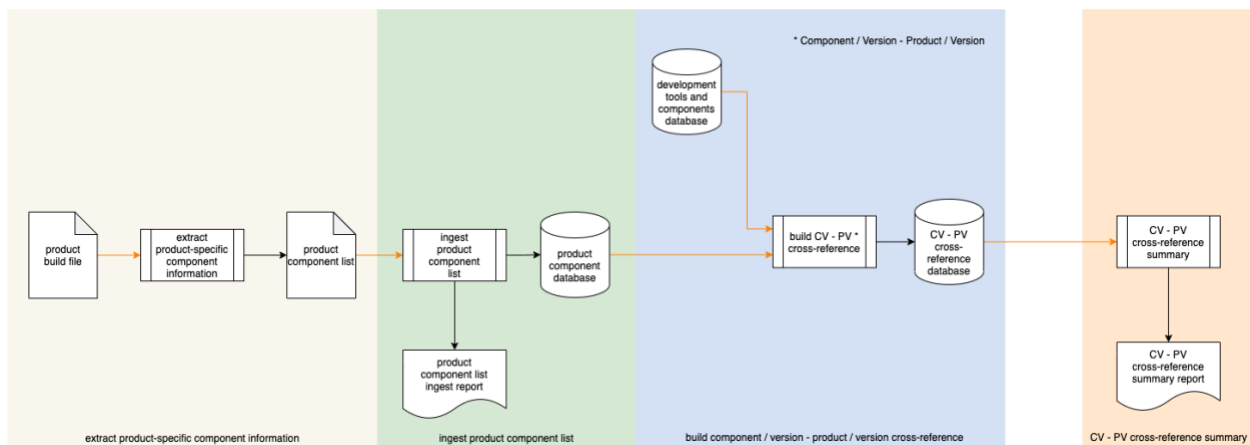 * Component / Version - Product / Version
development
tools and
components
database
product
build file
extract
product-specific
component
information
product
component list
ingest
product
component
list
product
component
database
build CV - PV *
cross-reference
CV - PV
cross-
reference
database
CV - PV
cross-reference
summary
product
component list
ingest report
CV - PV
cross-reference
summary report
extract product-specific component information
ingest product component list
build component / version - product / version cross-reference
CV - PV cross-reference summary